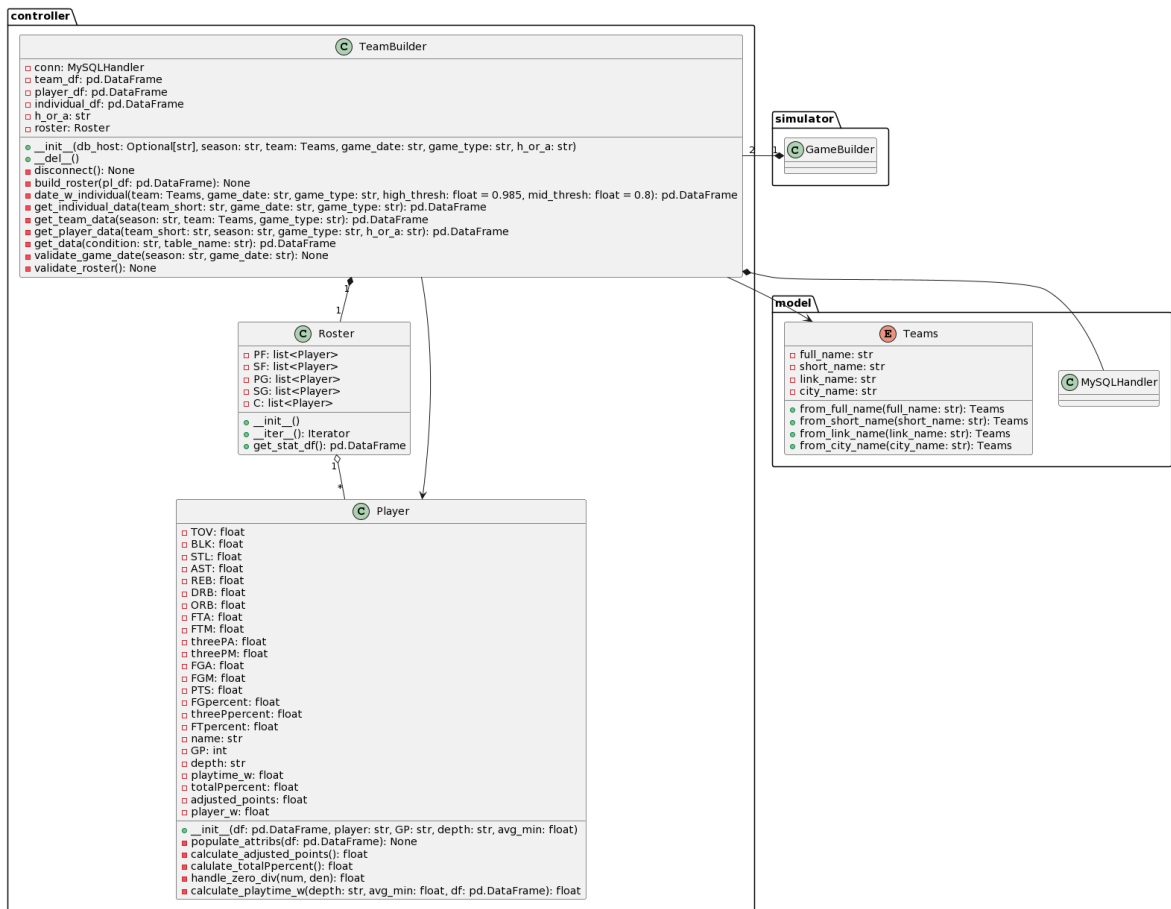 controller
C TeamBuilder
conn: MySQLHandler
team_df: pd.DataFrame
player_df: pd.DataFrame
individual_df: pd.DataFrame
h_or_a: str
roster: Roster
__init__(db_host: Optional[str], season: str, team: Teams, game_date: str, game_type: str, h_or_a: str)
__del__()
disconnect(): None
build_roster(pl_df: pd.DataFrame): None
date_w_individual(team: Teams, game_date: str, game_type: str, high_thresh: float = 0.985, mid_thresh: float = 0.8): pd.DataFrame
get_individual_data(team_short: str, game_date: str, game_type: str): pd.DataFrame
get_team_data(season: str, team: Teams, game_type: str): pd.DataFrame
get_player_data(team_short: str, season: str, game_type: str, h_or_a: str): pd.DataFrame
get_data(condition: str, table_name: str): pd.DataFrame
validate_game_date(season: str, game_date: str): None
validate_roster(): None
2 1
simulator
C GameBuilder
1
1
C Roster
PF: list<Player>
SF: list<Player>
PG: list<Player>
SG: list<Player>
C: list<Player>
__init__()
__iter__(): Iterator
get_stat_df(): pd.DataFrame
1
*
model
E Teams
full_name: str
short_name: str
link_name: str
city_name: str
from_full_name(full_name: str): Teams
from_short_name(short_name: str): Teams
from_link_name(link_name: str): Teams
from_city_name(city_name: str): Teams
C MySQLHandler
C Player
TOV: float
BLK: float
STL: float
AST: float
REB: float
DRB: float
ORB: float
FTA: float
FTM: float
threePA: float
threePM: float
FGA: float
FGM: float
PTS: float
FGpercent: float
threePpercent: float
FTpercent: float
name: str
GP: int
depth: str
playtime_w: float
totalPpercent: float
adjusted_points: float
player_w: float
__init__(df: pd.DataFrame, player: str, GP: str, depth: str, avg_min: float)
populate_attribs(df: pd.DataFrame): None
calculate_adjusted_points(): float
calulate_totalPpercent(): float
handle_zero_div(num, den): float
calculate_playtime_w(depth: str, avg_min: float, df: pd.DataFrame): float